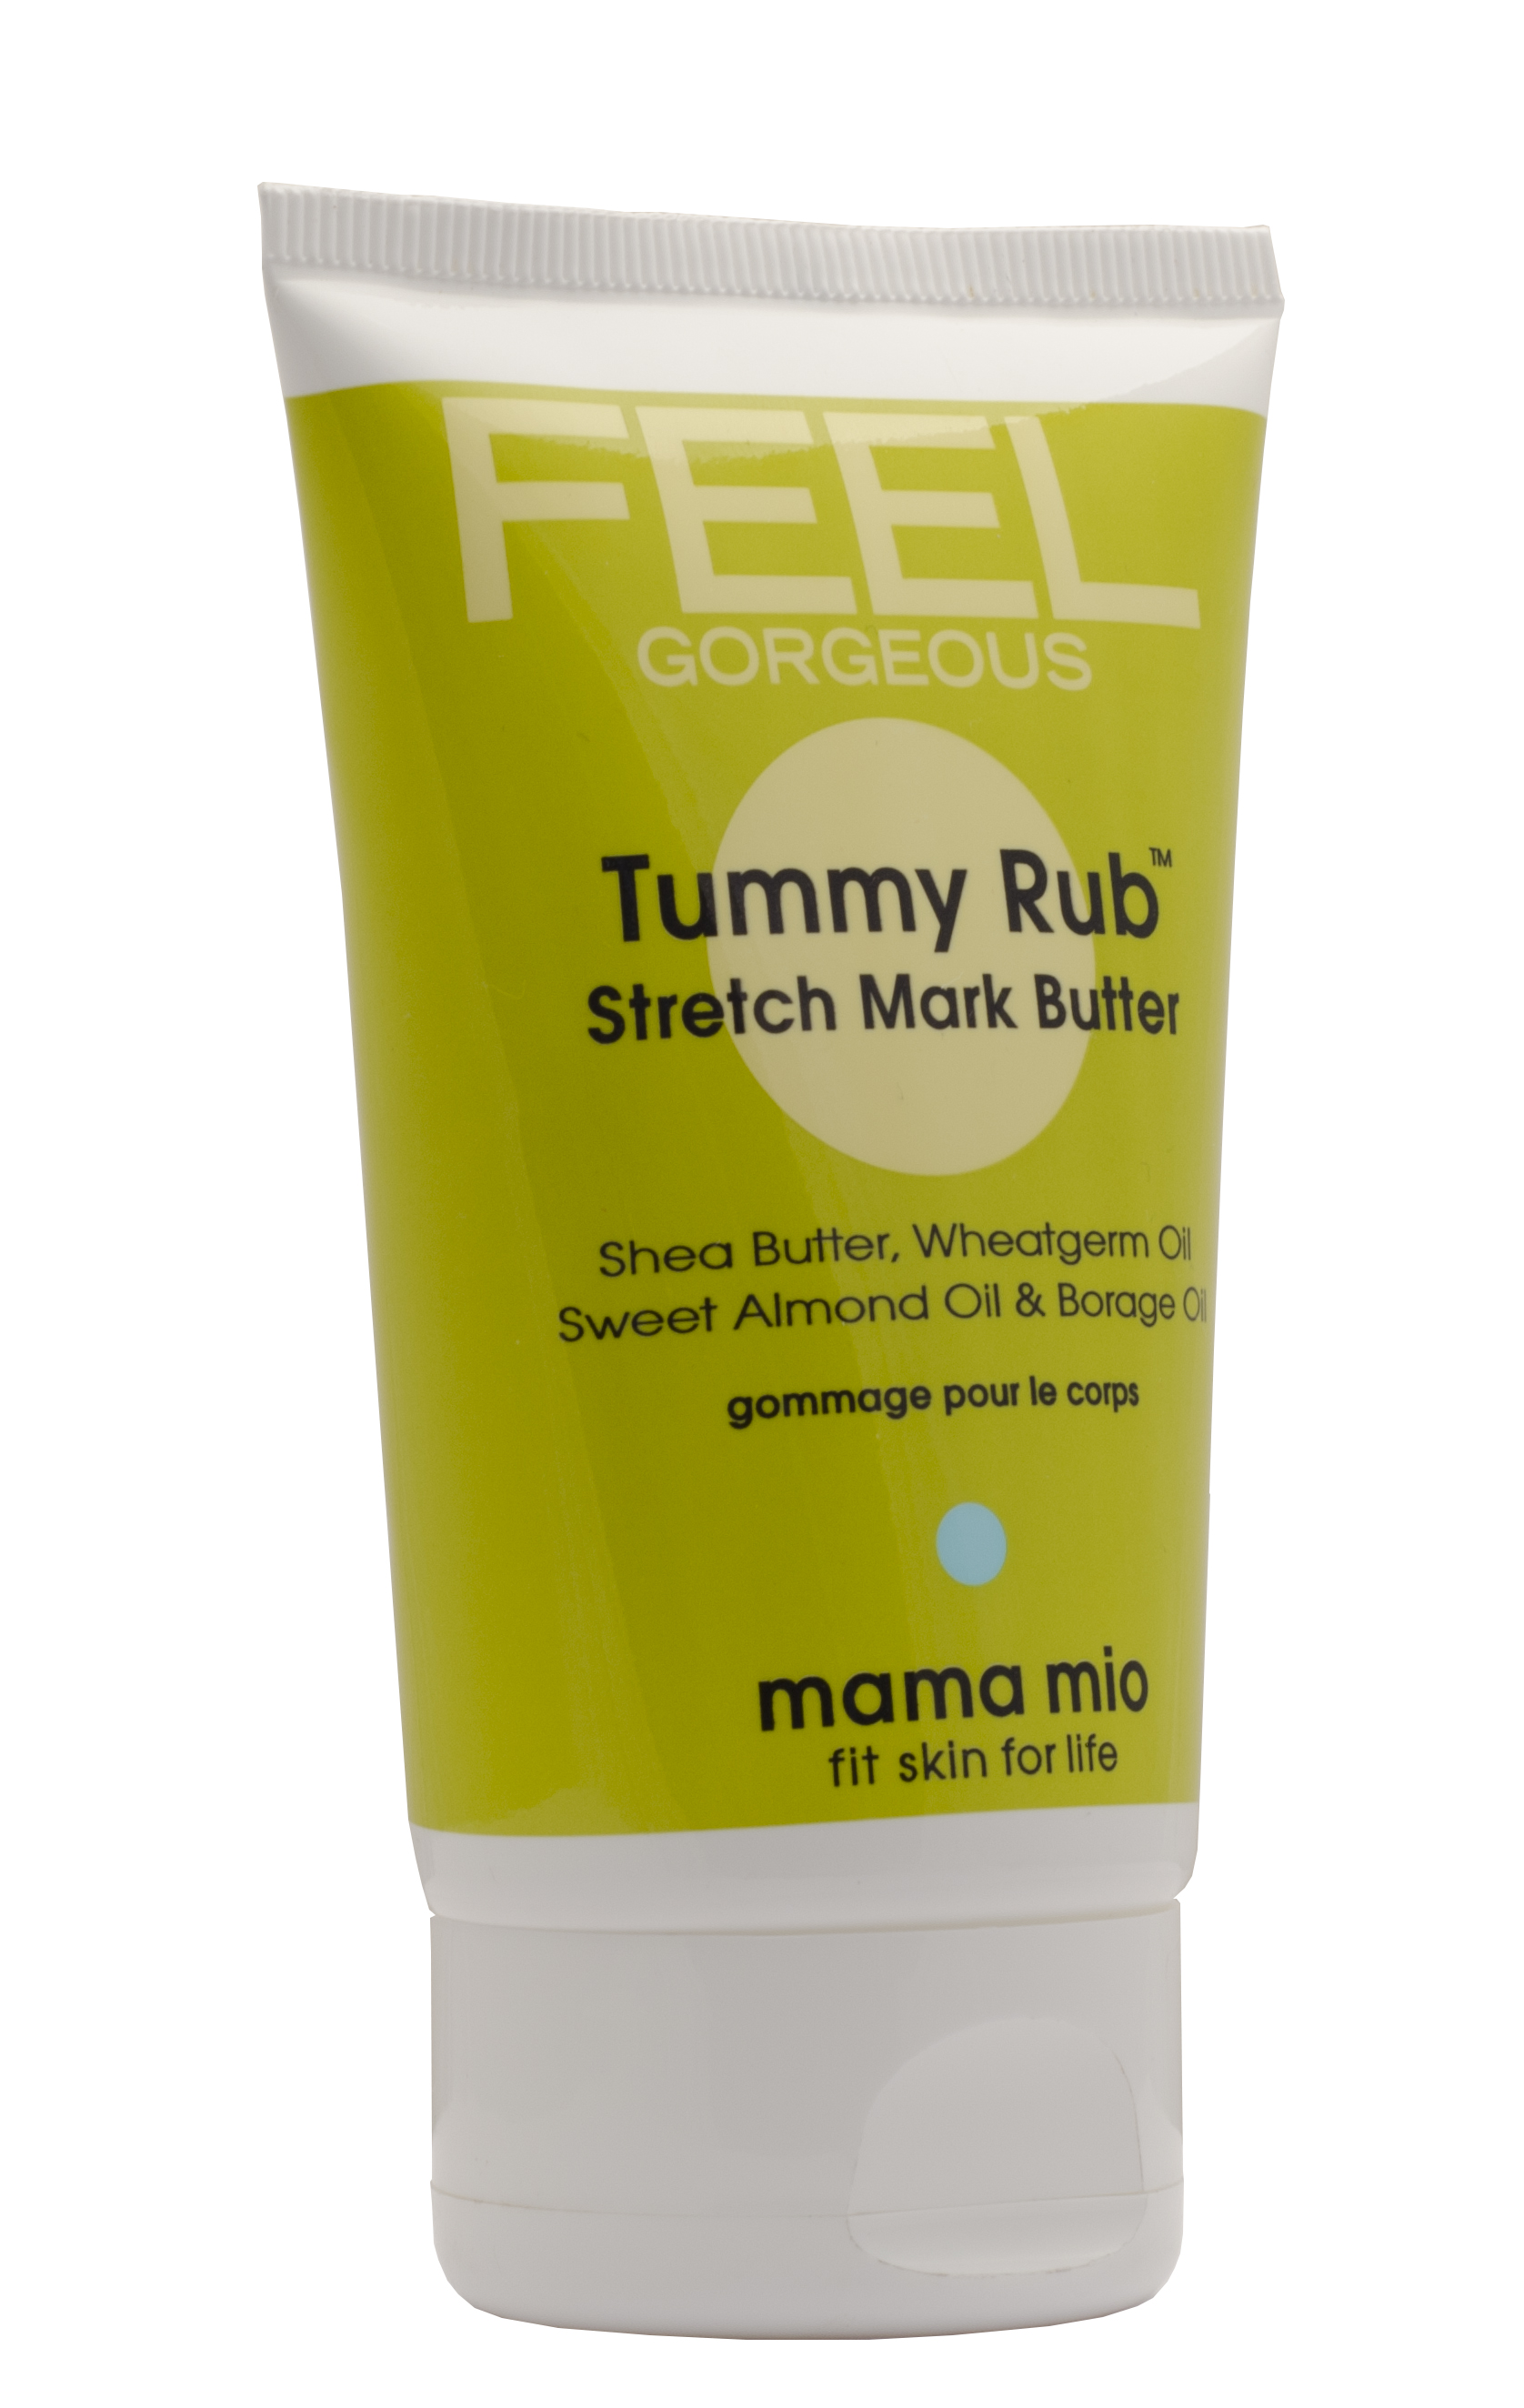 FEEL
GORGEOUS
Tummy Rub™
Stretch Mark Butter
Shea Butter, Wheatgerm Oil
Sweet Almond Oil & Borage Oil
gommage pour le corps
mama mio
fit skin for life